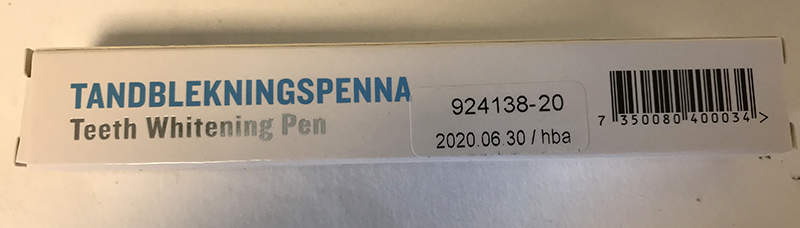 TANDBLEKNINGSPENNA
Teeth Whitening Pen
924138-20
2020.06.30 / hba
7 350080 400034 >